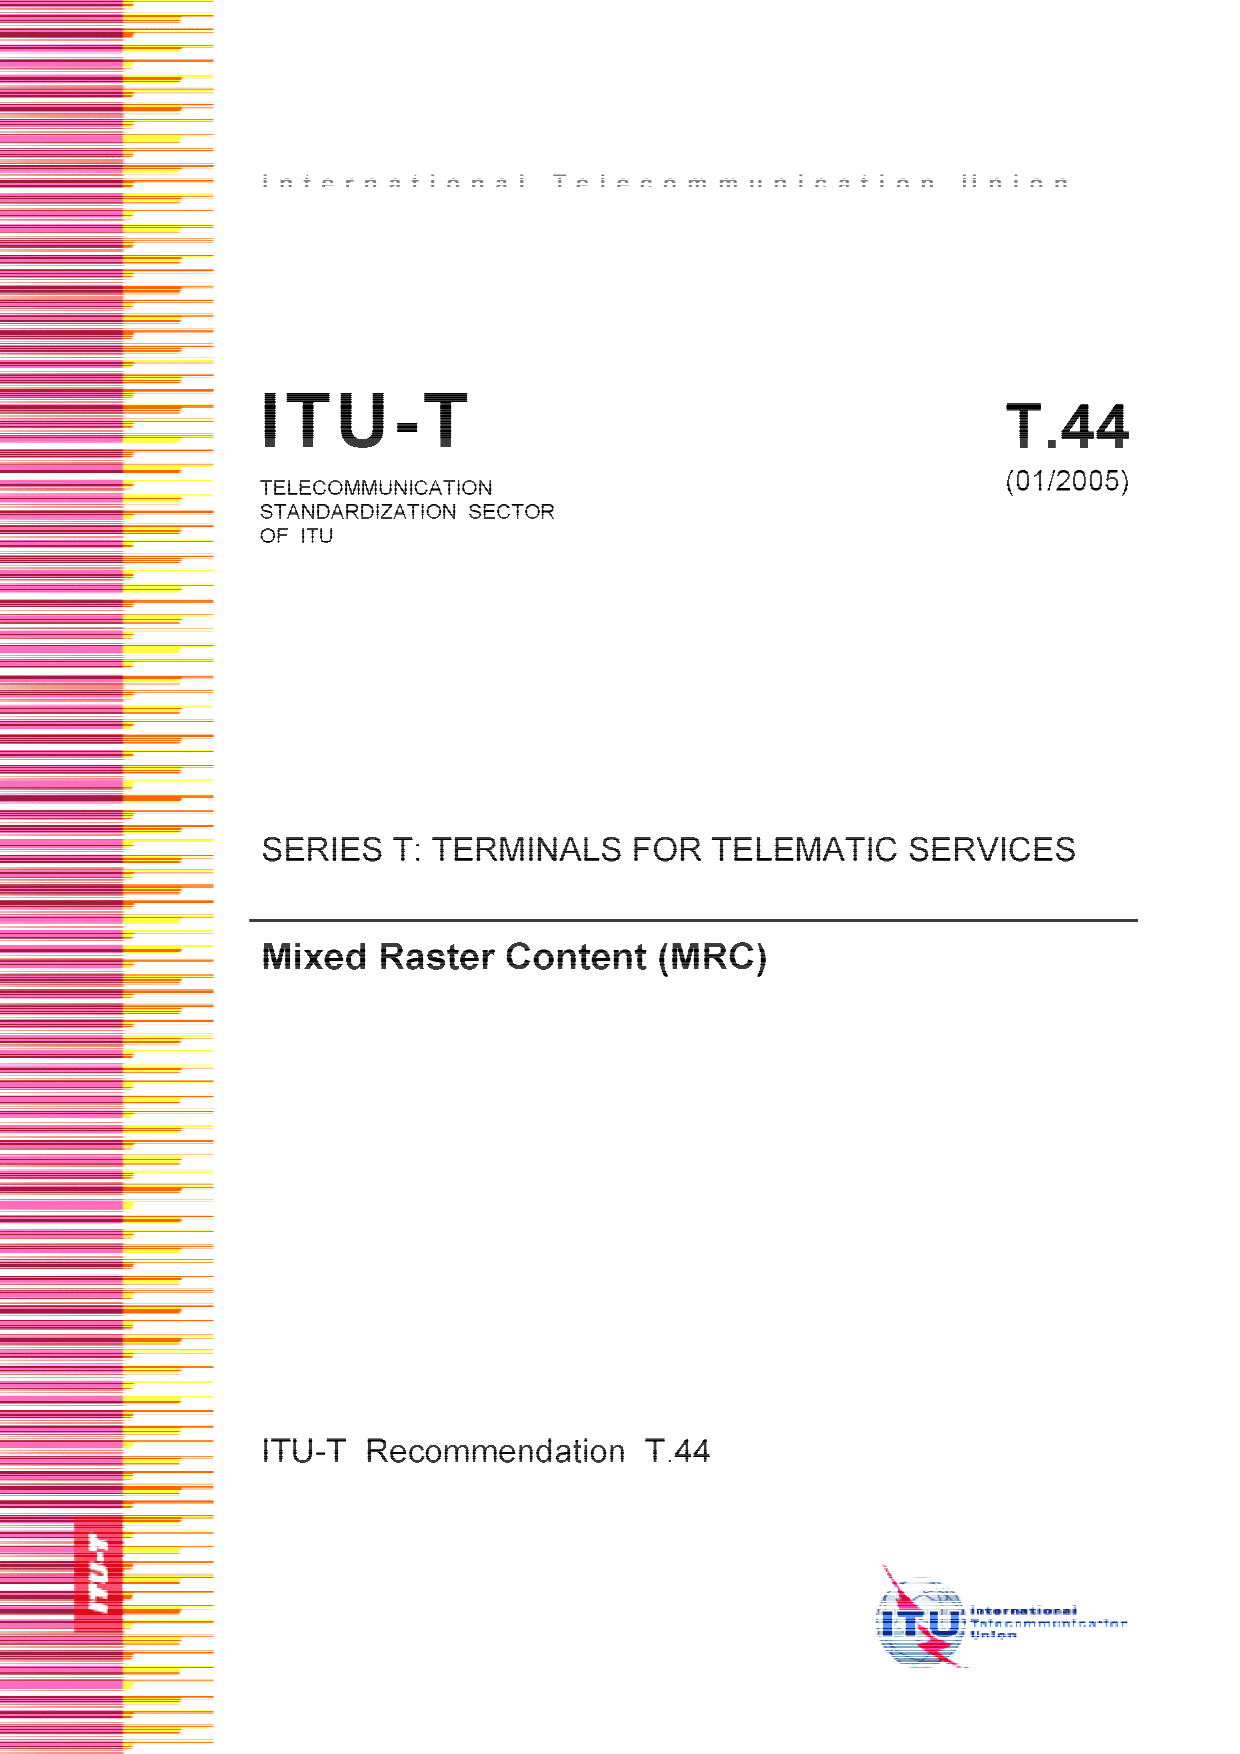 International Telecommunication Union
ITU-T
TELECOMMUNICATION
STANDARDIZATION SECTOR
OF ITU
T.44
(01/2005)
SERIES T: TERMINALS FOR TELEMATIC SERVICES
Mixed Raster Content (MRC)
ITU-T Recommendation T.44
ITU-T
ITU
International
Telecommunication
Union